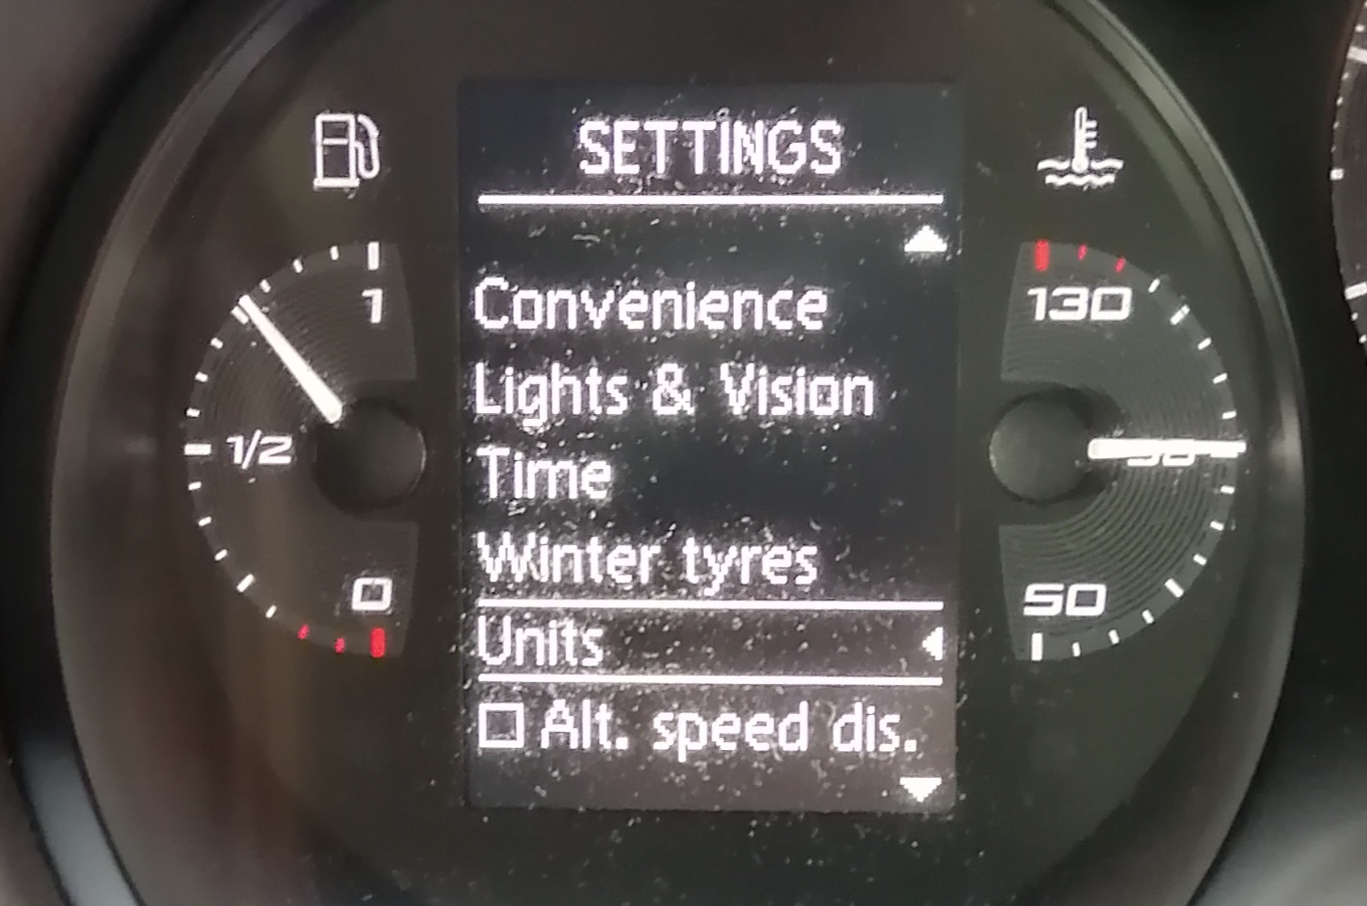 SETTINGS
Convenience
Lights & Vision
Time
Winter tyres
Units
Alt. speed dis.
1
1/2
0
130
50